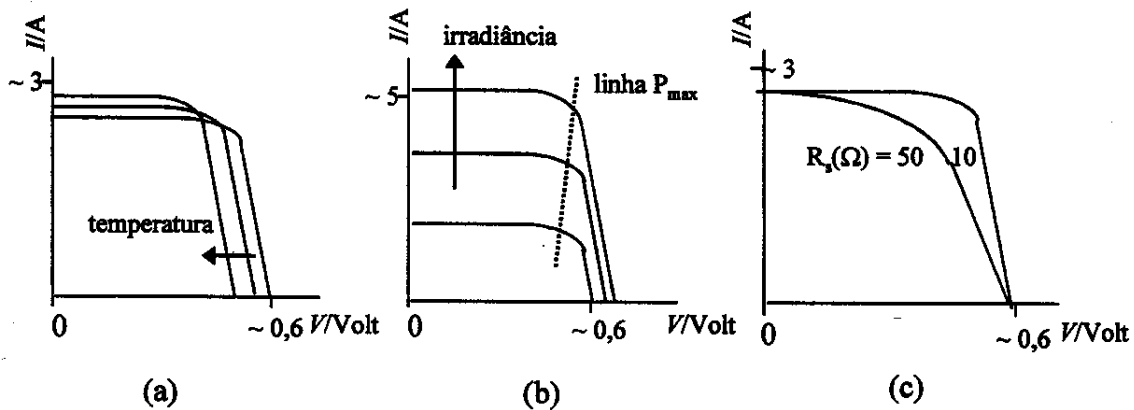 I/A
~ 3
temperatura
0
~ 0,6
V/Volt
(a)
I/A
irradiância
~ 5
linha Pmax
0
~ 0,6
V/Volt
(b)
I/A
~ 3
Rs(Ω) = 50 10
0
~ 0,6
V/Volt
(c)